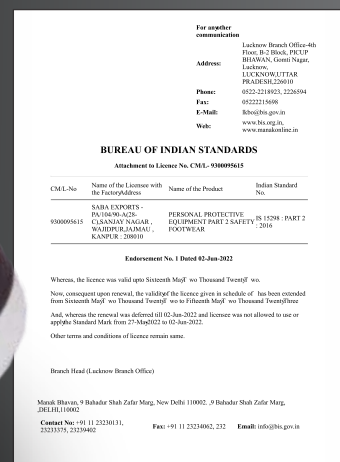 For any other
communication
Lucknow Branch Office-4th
Floor, B-2 Block, PICUP
Address: BHAWAN, Gomti Nagar,
Lucknow,
LUCKNOW,UTTAR
PRADESH,226010
Phone: 0522-2218923, 2226594
Fax: 05222215698
E-Mail: lkbo@bis.gov.in
Web: www.bis.org.in,
www.manakonline.in
BUREAU OF INDIAN STANDARDS
Attachment to Licence No. CM/L- 9300095615
CM/L-No Name of the Licensee with the Factory Address Name of the Product Indian Standard No.
SABA EXPORTS -
PA/104/90-A(28-
9300095615 C),SANJAY NAGAR ,
WAJIDPUR,JAJMAU ,
KANPUR : 208010
PERSONAL PROTECTIVE
EQUIPMENT PART 2 SAFETY
FOOTWEAR
IS 15298 : PART 2
: 2016
Endorsement No. 1 Dated 02-Jun-2022
Whereas, the licence was valid upto Sixteenth May Two Thousand Twenty Two.
Now, consequent upon renewal, the validity of the licence given in schedule of has been extended
from Sixteenth May Two Thousand Twenty Two to Fifteenth May Two Thousand Twenty Three
And, whereas the renewal was deferred till 02-Jun-2022 and licensee was not allowed to use or
apply the Standard Mark from 27-May-2022 to 02-Jun-2022.
Other terms and conditions of licence remain same.
Branch Head (Lucknow Branch Office)
Manak Bhavan, 9 Bahadur Shah Zafar Marg, New Delhi 110002. ,9 Bahadur Shah Zafar Marg,
,DELHI,110002
Contact No: +91 11 23230131,
23233375, 23239402
Fax: +91 11 23234062, 232 Email: info@bis.gov.in